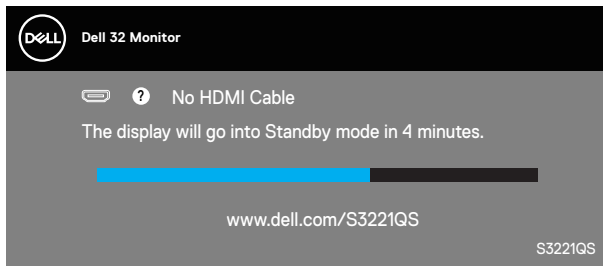 DELL
Dell 32 Monitor
? No HDMI Cable
The display will go into Standby mode in 4 minutes.
www.dell.com/S3221QS
S3221QS